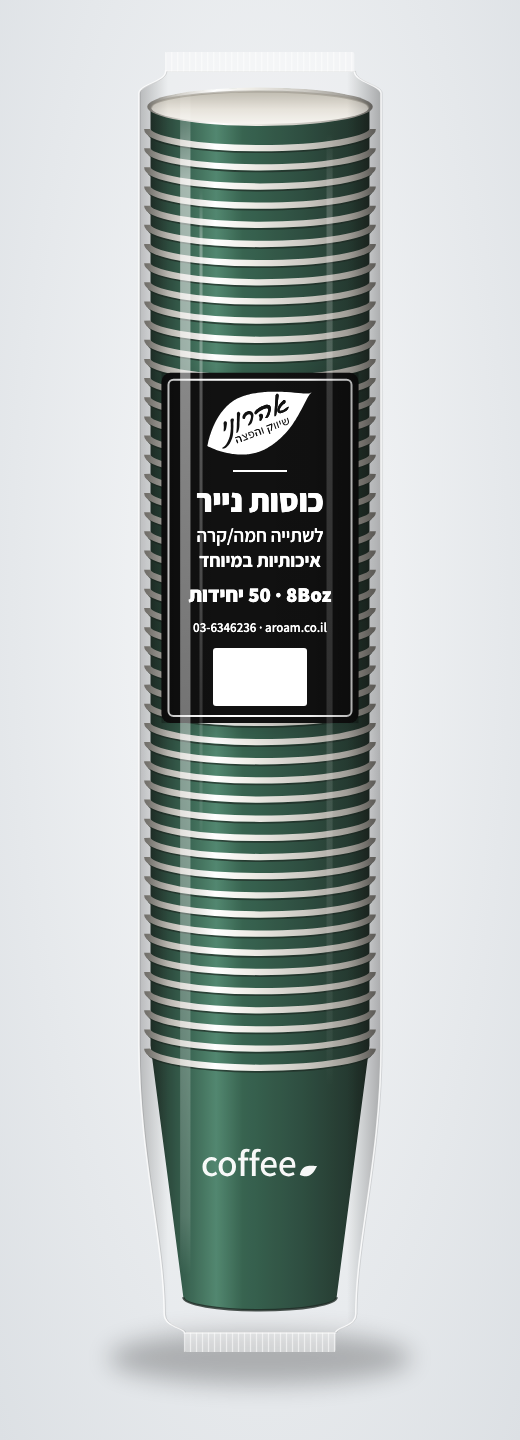 אהרוני
שיווק והפצה
כוסות נייר
לשתייה חמה/קרה
איכותיות במיוחד
8Boz • 50 יחידות
03-6346236 · aroam.co.il
coffee